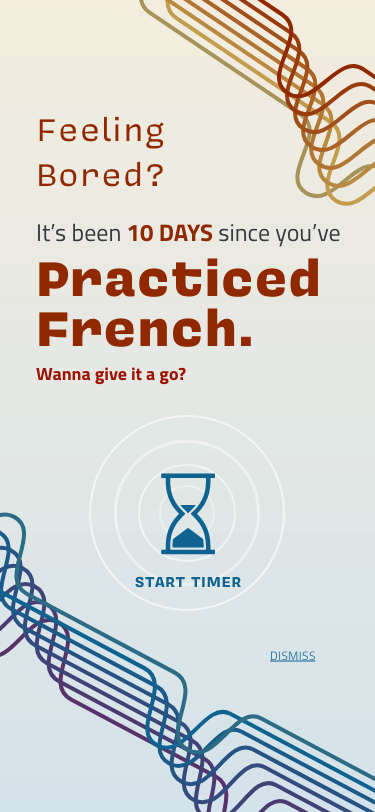 Feeling
Bored?
It's been 10 DAYS since you've
Practiced
French.
Wanna give it a go?
START TIMER
DISMISS